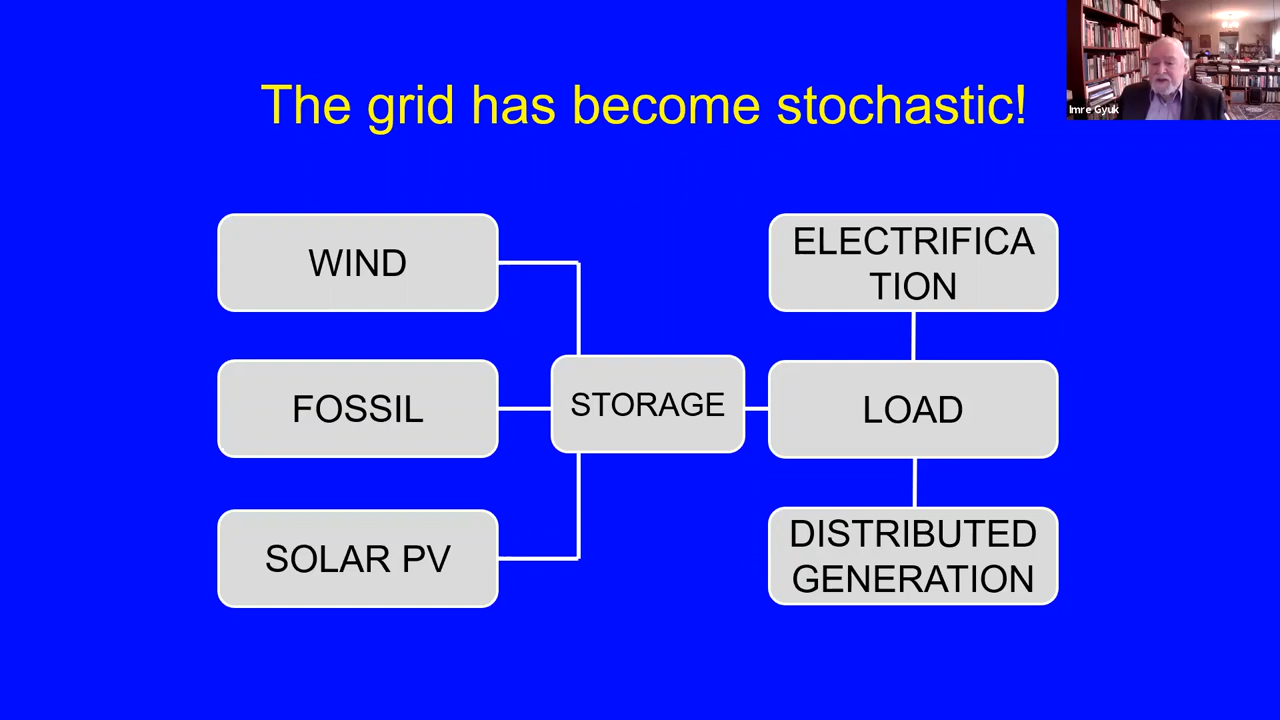 The grid has become stochastic!
Imre Gyuk
WIND
FOSSIL
SOLAR PV
STORAGE
ELECTRIFICA
TION
LOAD
DISTRIBUTED
GENERATION